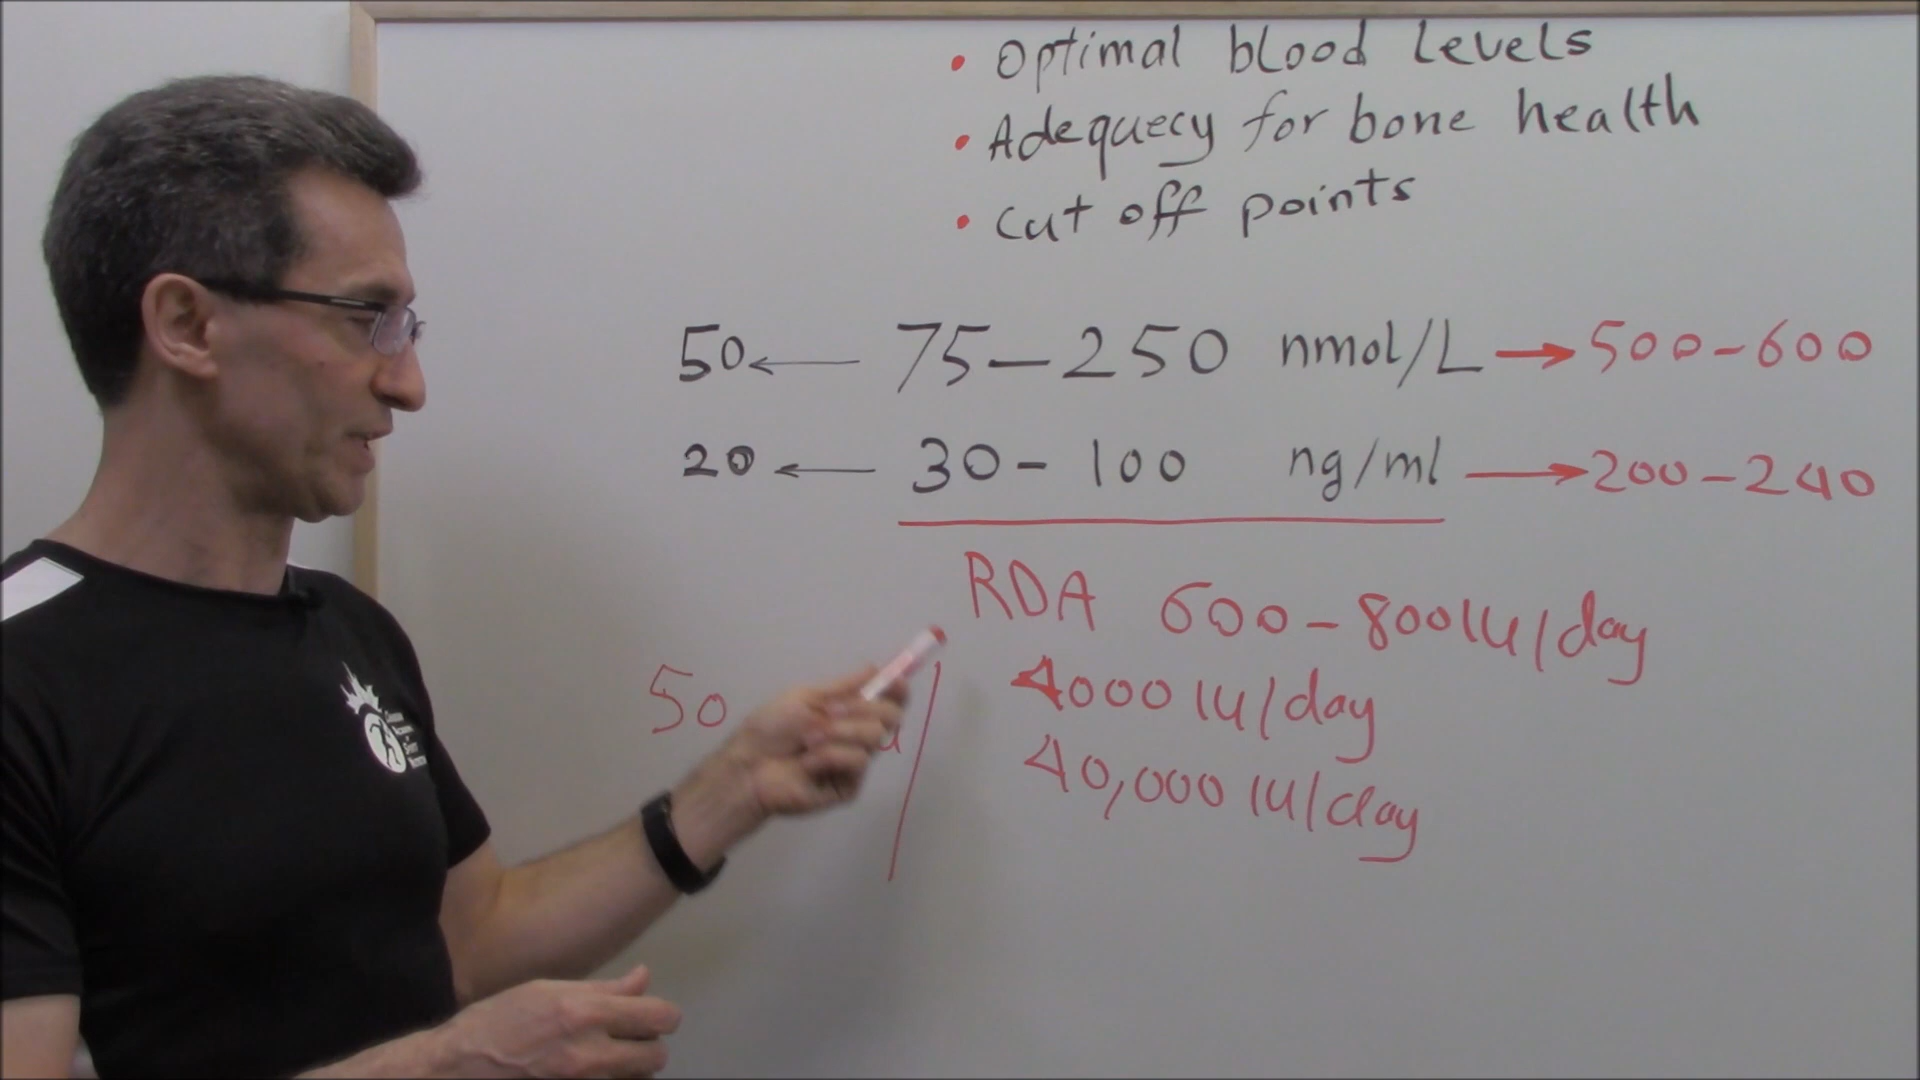 • Optimal blood levels
• Adequecy for bone health
• Cut off points
50 ← 75-250 nmol/L → 500-600
20 ← 30-100 ng/ml → 200-240
RDA 600-800 IU/day
50 4000 IU/day
40,000 IU/day